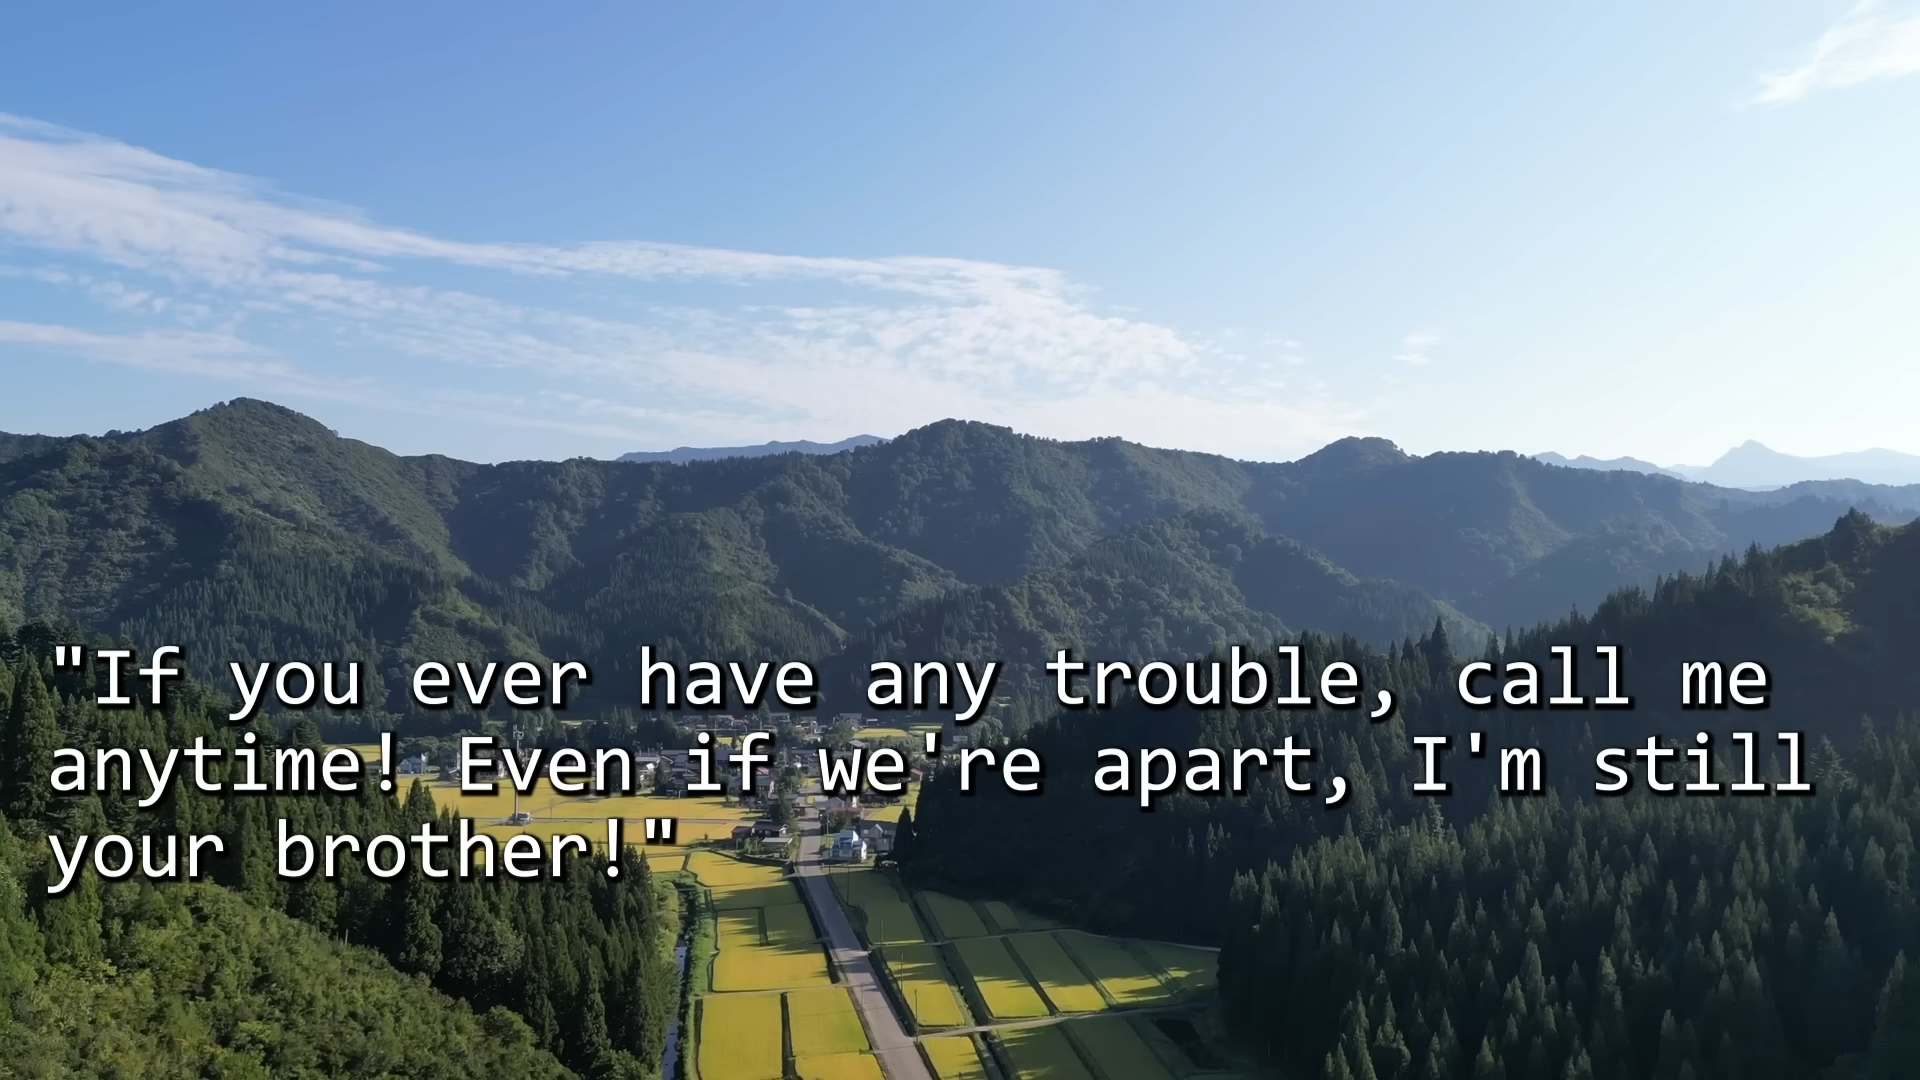 "If you ever have any trouble, call me
anytime! Even if we're apart, I'm still
your brother!"